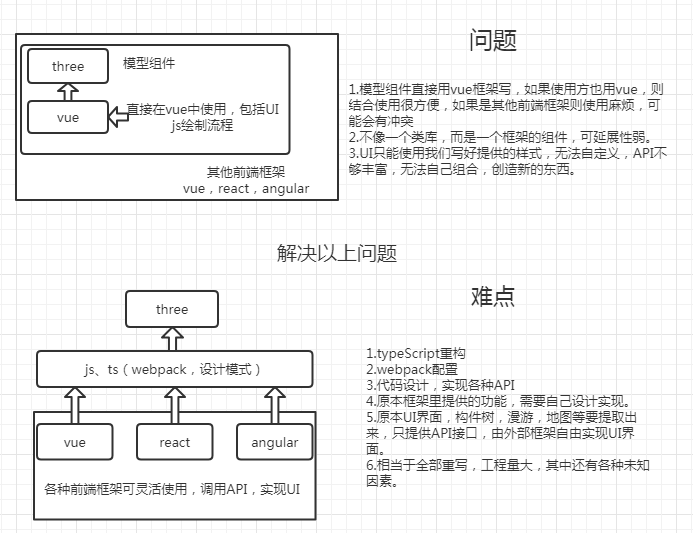 问题
three
模型组件
vue
直接在vue中使用，包括UI
js绘制流程
其他前端框架
vue，react，angular
1.模型组件直接用vue框架写，如果使用方也用vue，则
结合使用很方便，如果是其他前端框架则使用麻烦，可
能会有冲突
2.不像一个类库，而是一个框架的组件，可延展性弱。
3.UI只能使用我们写好提供的样式，无法自定义，API不
够丰富，无法自己组合，创造新的东西。
解决以上问题
难点
three
js、ts（webpack，设计模式）
vue
react
angular
各种前端框架可灵活使用，调用API，实现UI
1.typeScript重构
2.webpack配置
3.代码设计，实现各种API
4.原本框架里提供的功能，需要自己设计实现。
5.原本UI界面，构件树，漫游，地图等要提取出
来，只提供API接口，由外部框架自由实现UI界
面。
6.相当于全部重写，工程量大，其中还有各种未知
因素。